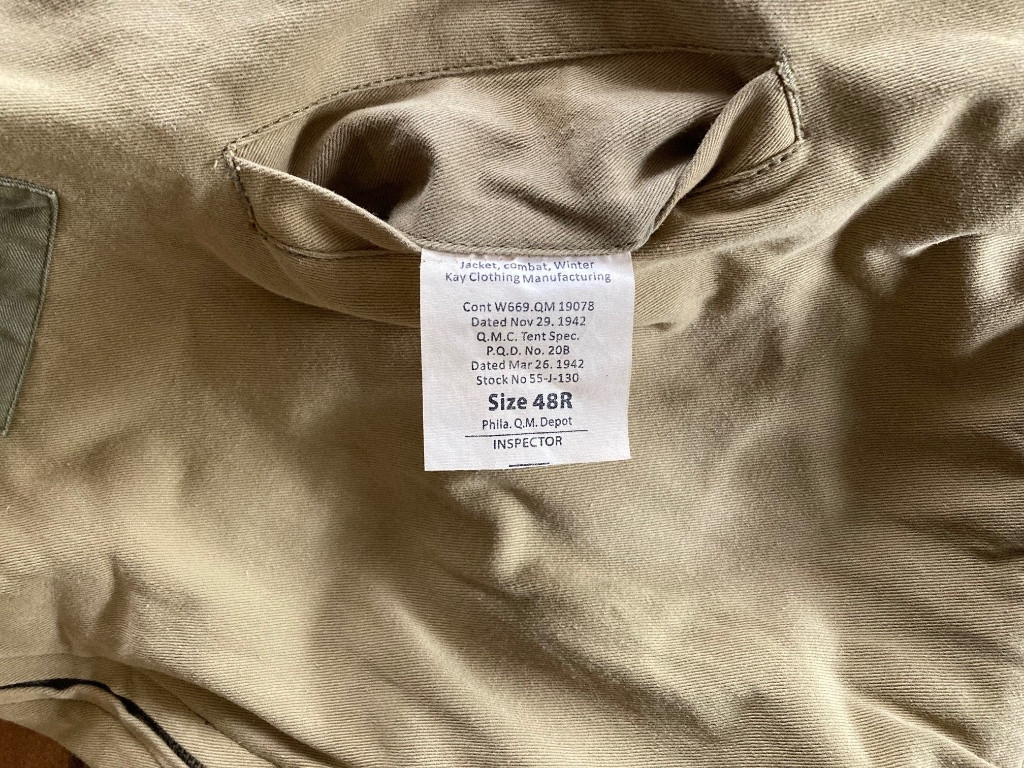 Jacket, combat, Winter
Kay Clothing Manufacturing
Cont W669.QM 19078
Dated Nov 29. 1942
Q.M.C. Tent Spec.
P.Q.D. No. 20B
Dated Mar 26. 1942
Stock No 55-J-130
Size 48R
Phila. Q.M. Depot
INSPECTOR